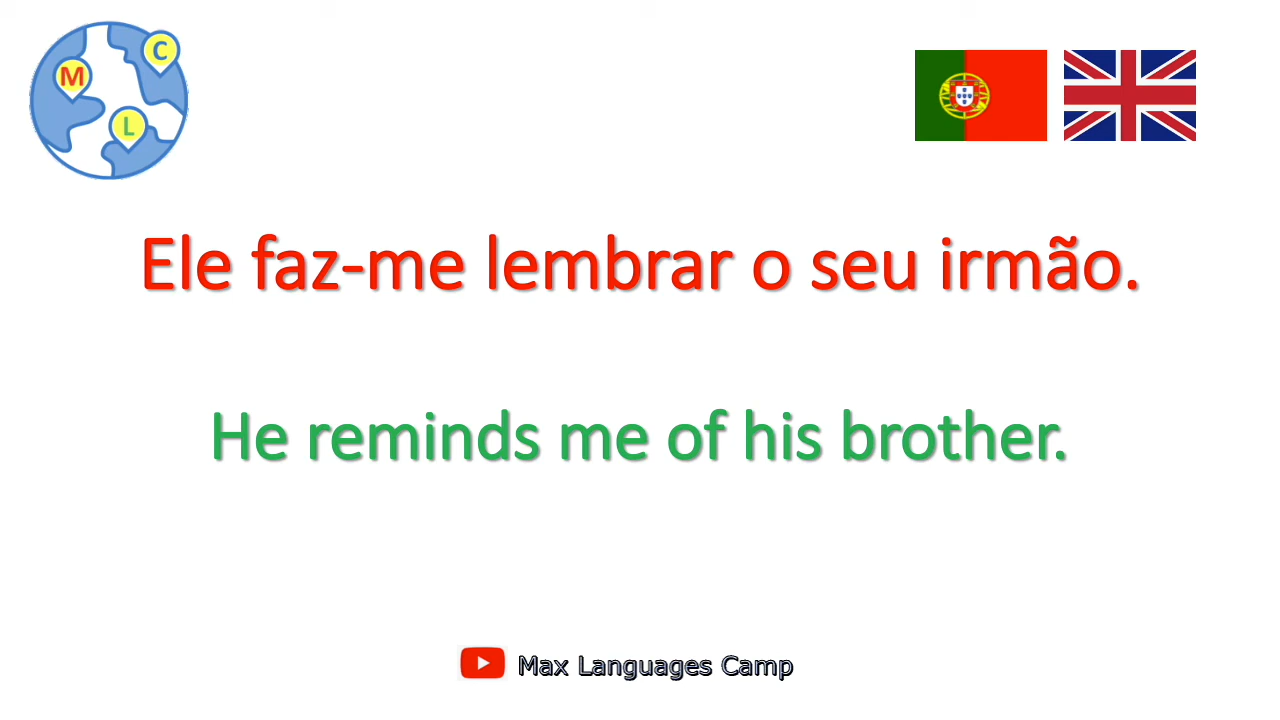 M
C
L
Ele faz-me lembrar o seu irmão.
He reminds me of his brother.
Max Languages Camp